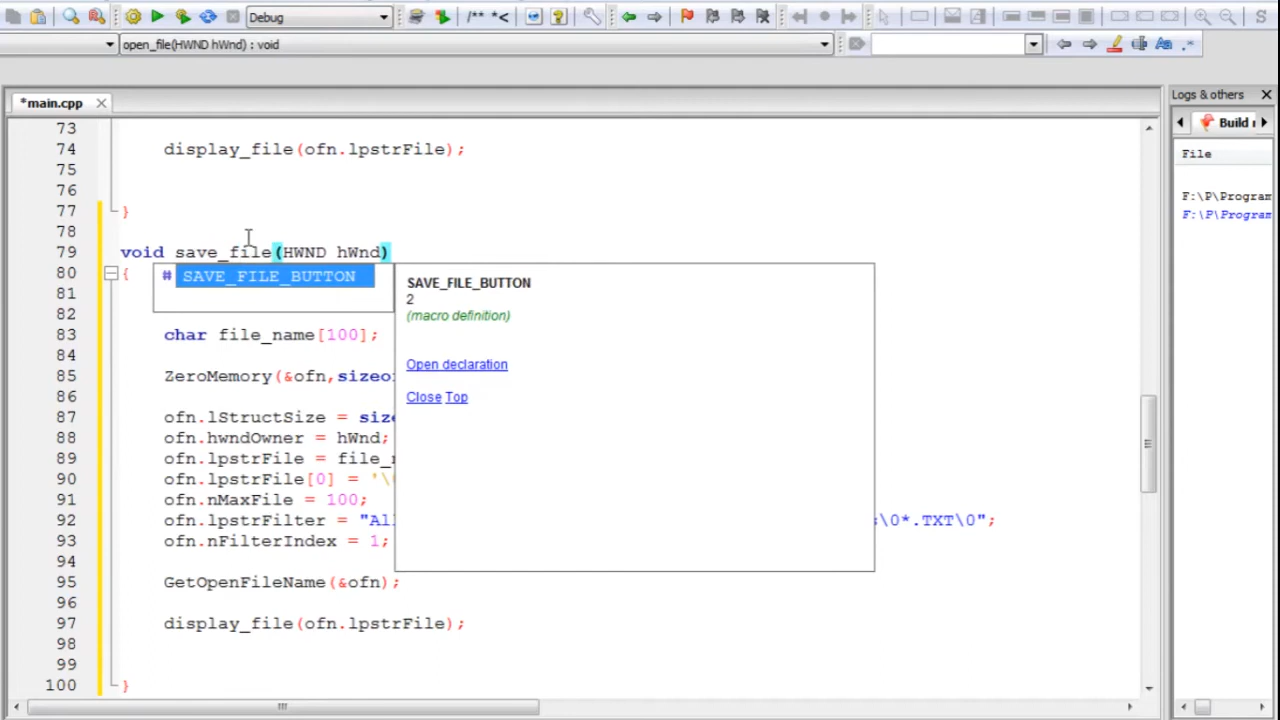 Debug
/** *<
open_file(HWND hWnd) : void
Aa .*
*main.cpp
Logs & others
Build
File
F:\P\Program
F:\P\Program
73
74 display_file(ofn.lpstrFile);
75
76
77 }
78
79 void save_file(HWND hWnd)
80 {
81
82
83 char file_name[100];
84
85 ZeroMemory(&ofn,sizeo
86
87 ofn.lStructSize = size
88 ofn.hwndOwner = hWnd;
89 ofn.lpstrFile = file_n
90 ofn.lpstrFile[0] = '\
91 ofn.nMaxFile = 100;
92 ofn.lpstrFilter = "Al s\0*.TXT\0";
93 ofn.nFilterIndex = 1;
94
95 GetOpenFileName(&ofn);
96
97 display_file(ofn.lpstrFile);
98
99
100 }
# SAVE_FILE_BUTTON
SAVE_FILE_BUTTON
2
(macro definition)
Open declaration
Close Top